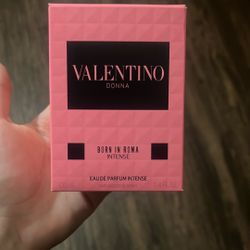 VALENTINO
DONNA
BORN IN ROMA
INTENSE
EAU DE PARFUM INTENSE